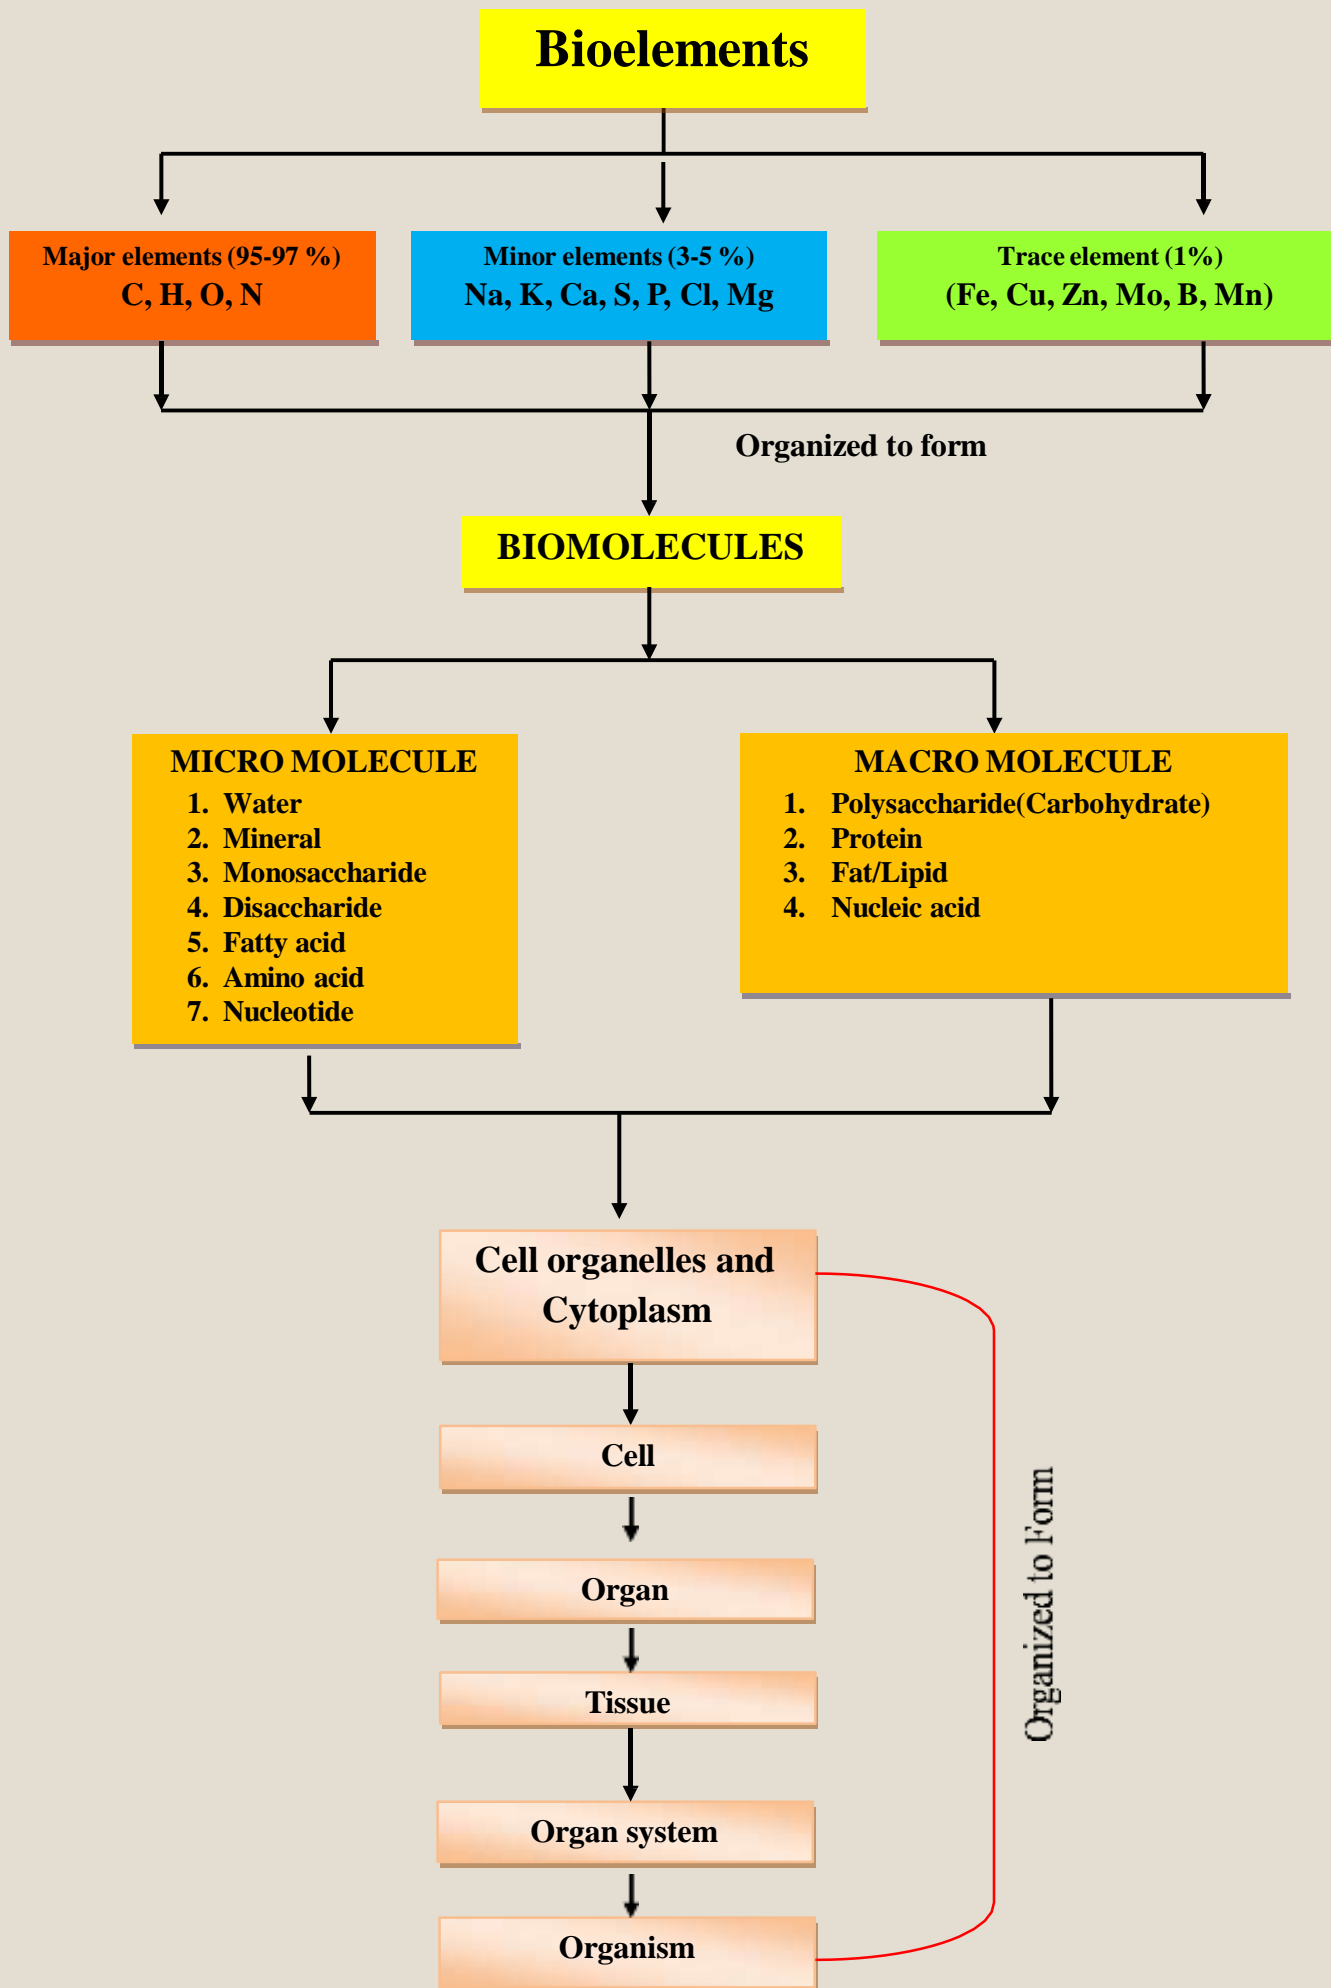 Bioelements
Major elements (95-97 %)
C, H, O, N
Minor elements (3-5 %)
Na, K, Ca, S, P, Cl, Mg
Trace element (1%)
(Fe, Cu, Zn, Mo, B, Mn)
Organized to form
BIOMOLECULES
MICRO MOLECULE
1. Water
2. Mineral
3. Monosaccharide
4. Disaccharide
5. Fatty acid
6. Amino acid
7. Nucleotide
MACRO MOLECULE
1. Polysaccharide(Carbohydrate)
2. Protein
3. Fat/Lipid
4. Nucleic acid
Cell organelles and
Cytoplasm
Cell
Organ
Tissue
Organ system
Organism
Organized to Form